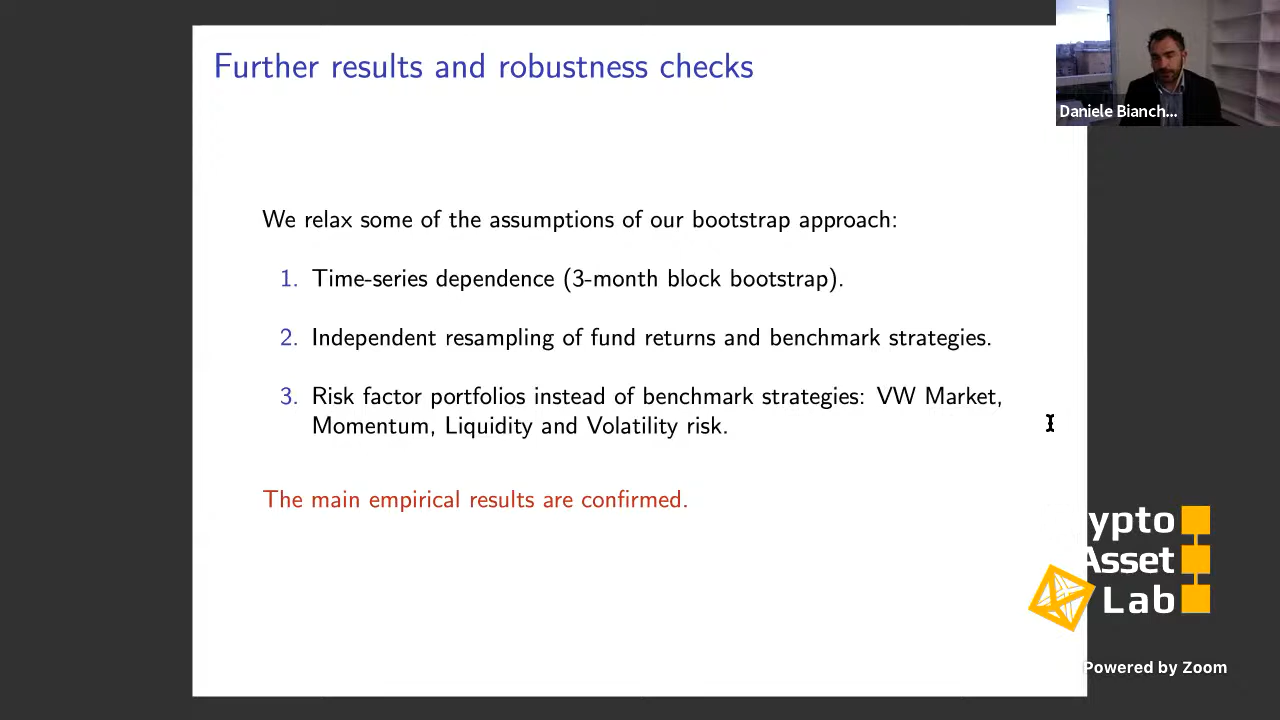 Further results and robustness checks
Daniele Bianch...
We relax some of the assumptions of our bootstrap approach:
1. Time-series dependence (3-month block bootstrap).
2. Independent resampling of fund returns and benchmark strategies.
3. Risk factor portfolios instead of benchmark strategies: VW Market,
Momentum, Liquidity and Volatility risk.
The main empirical results are confirmed.
ypto
Asset
Lab
Powered by Zoom